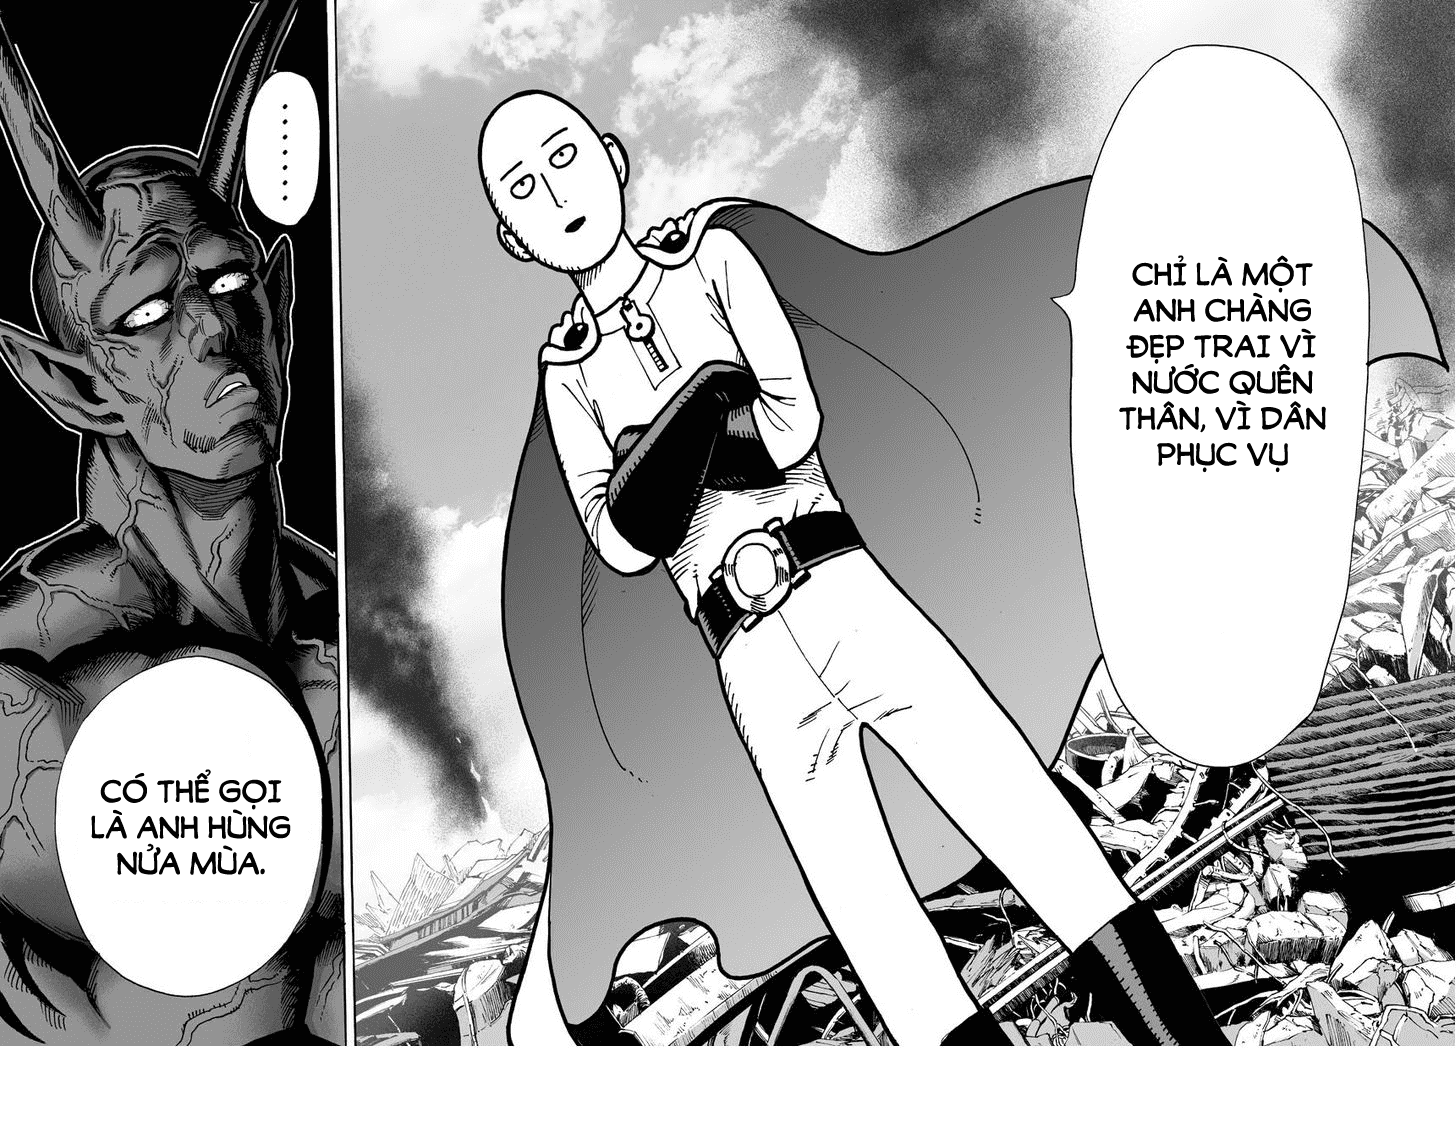 CHỈ LÀ MỘT
ANH CHÀNG
ĐẸP TRAI VÌ
NƯỚC QUÊN
THÂN, VÌ DÂN
PHỤC VỤ
........
CÓ THỂ GỌI
LÀ ANH HÙNG
NỬA MÙA.